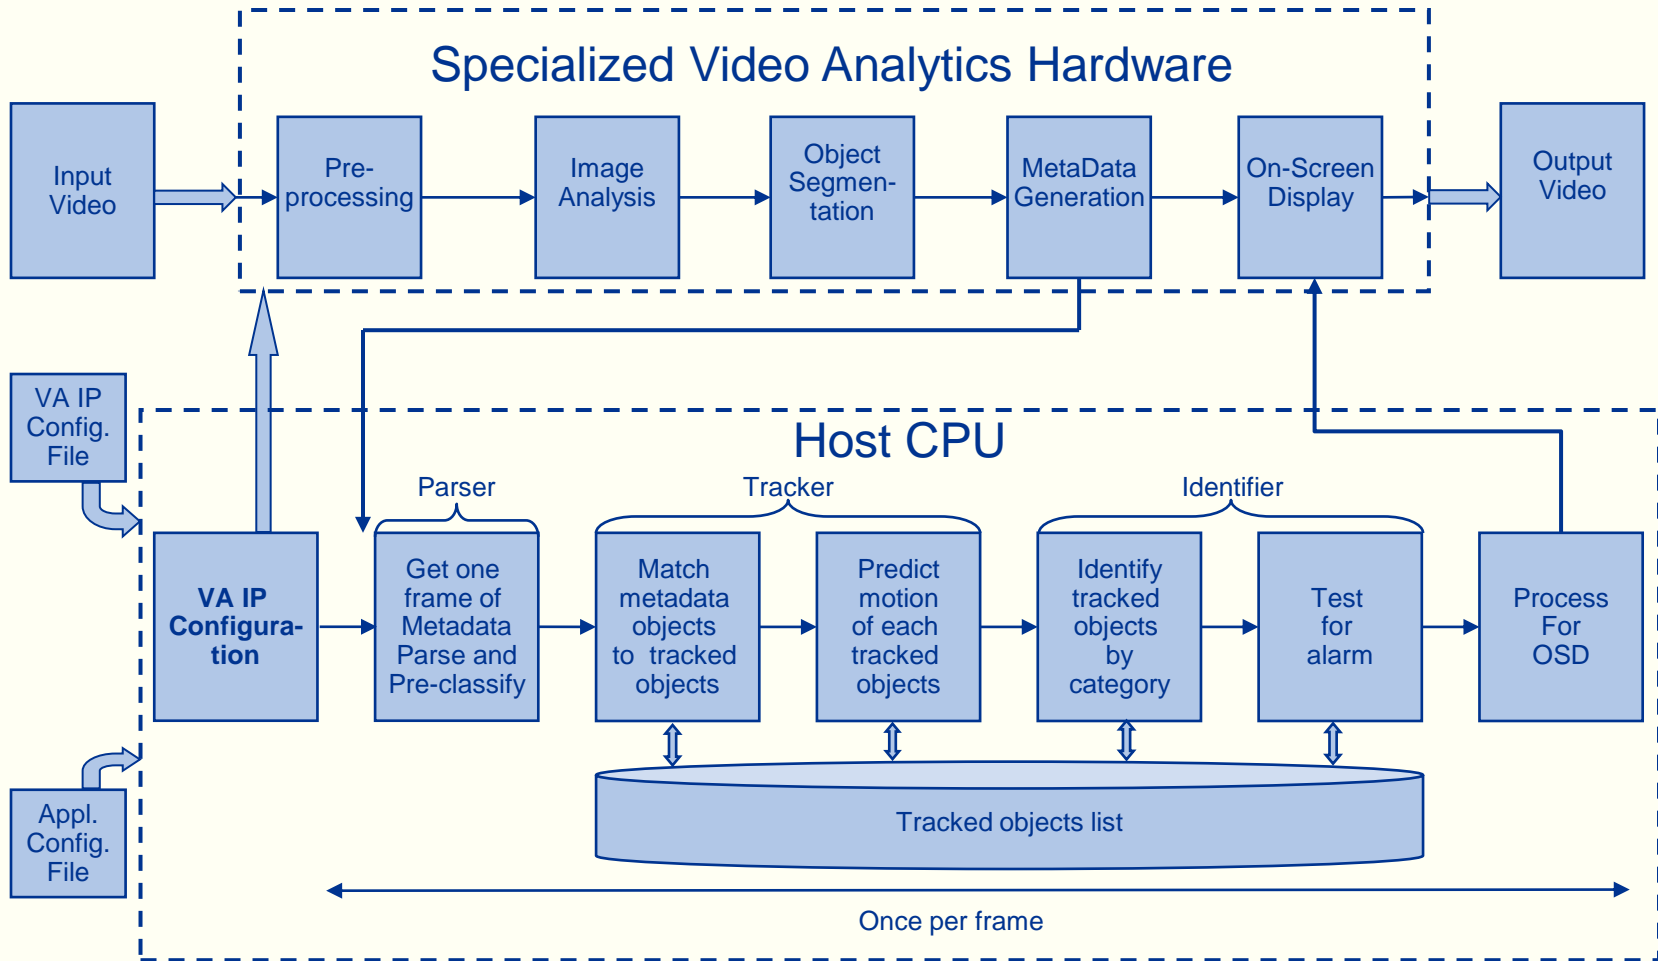 Specialized Video Analytics Hardware
Input
Video
Pre-
processing
Image
Analysis
Object
Segmen-
tation
MetaData
Generation
On-Screen
Display
Output
Video
VA IP
Config.
File
Host CPU
Parser
Tracker
Identifier
VA IP
Configura-
tion
Get one
frame of
Metadata
Parse and
Pre-classify
Match
metadata
objects
to tracked
objects
Predict
motion
of each
tracked
objects
Identify
tracked
objects
by
category
Test
for
alarm
Process
For
OSD
Appl.
Config.
File
Tracked objects list
Once per frame